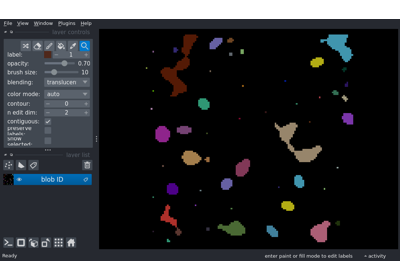 File View Window Plugins Help
layer controls
label: 1
opacity: 0.70
brush size: 10
blending: translucen
color mode: auto
contour: 0
n edit dim: 2
contiguous:
preserve
labels:
show
selected:
layer list
blob ID
Ready
enter paint or fill mode to edit labels
activity